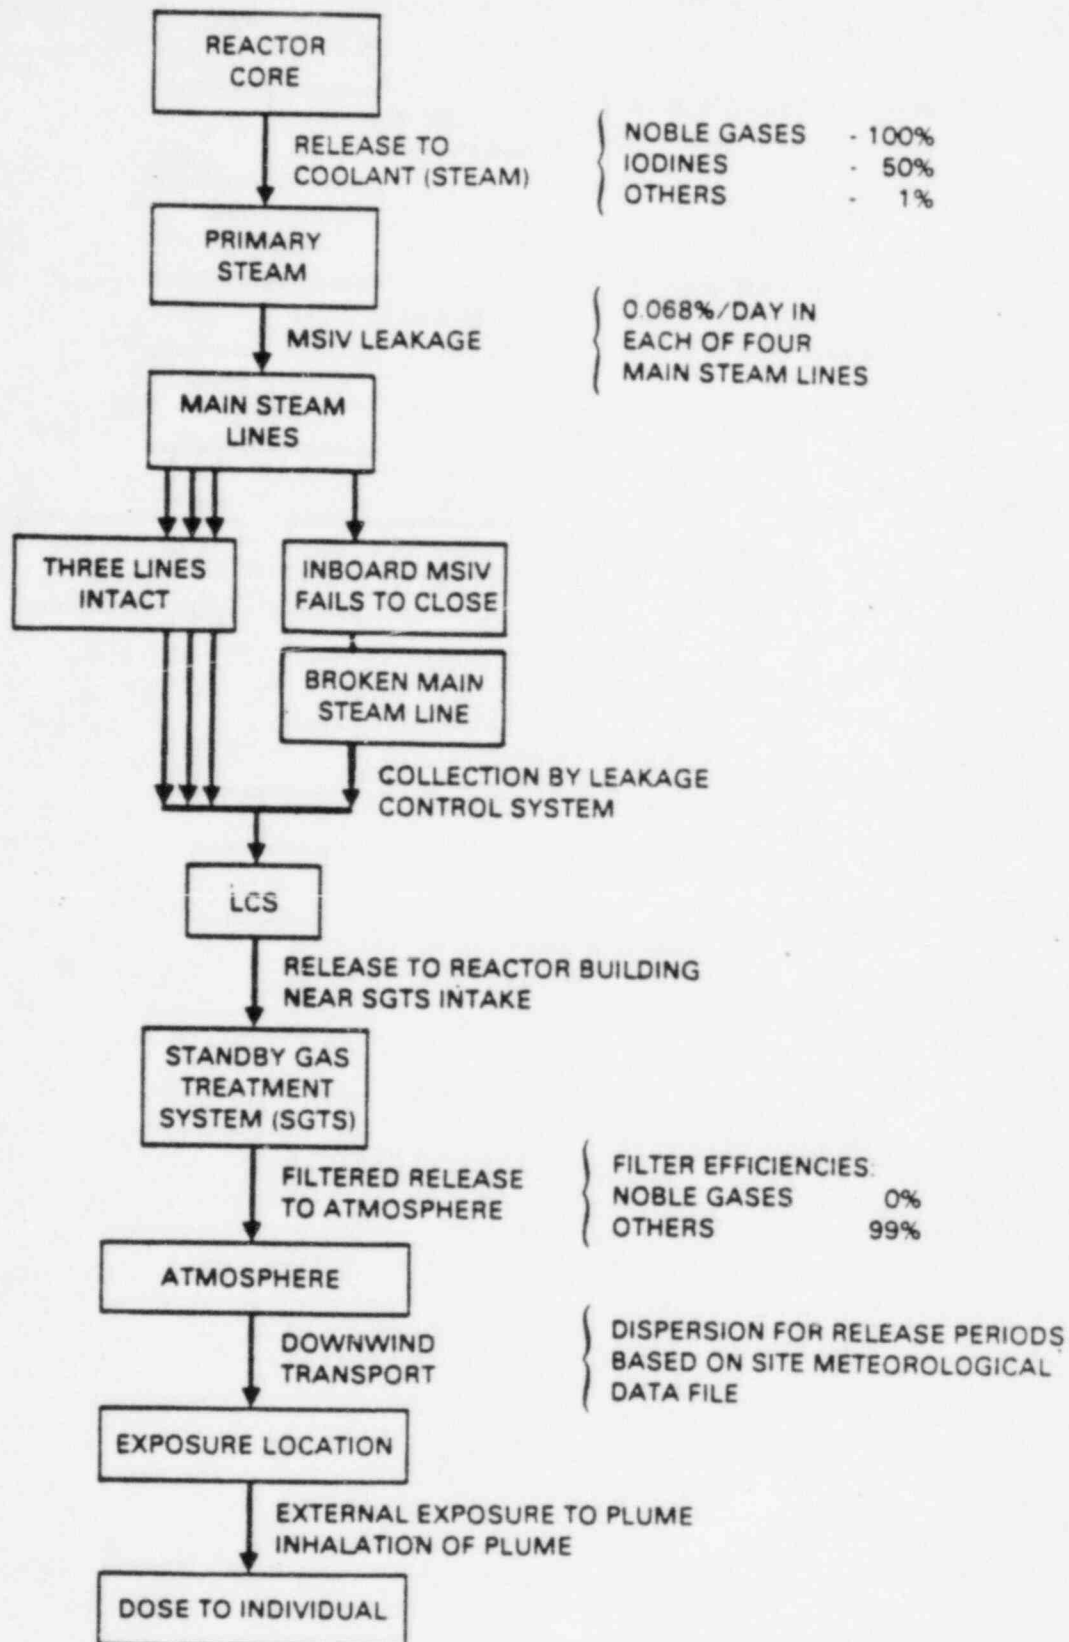 REACTOR
CORE
RELEASE TO
COOLANT (STEAM)
NOBLE GASES - 100%
IODINES - 50%
OTHERS - 1%
PRIMARY
STEAM
MSIV LEAKAGE
0.068%/DAY IN
EACH OF FOUR
MAIN STEAM LINES
MAIN STEAM
LINES
THREE LINES
INTACT
INBOARD MSIV
FAILS TO CLOSE
BROKEN MAIN
STEAM LINE
COLLECTION BY LEAKAGE
CONTROL SYSTEM
LCS
RELEASE TO REACTOR BUILDING
NEAR SGTS INTAKE
STANDBY GAS
TREATMENT
SYSTEM (SGTS)
FILTERED RELEASE
TO ATMOSPHERE
FILTER EFFICIENCIES:
NOBLE GASES 0%
OTHERS 99%
ATMOSPHERE
DOWNWIND
TRANSPORT
DISPERSION FOR RELEASE PERIODS
BASED ON SITE METEOROLOGICAL
DATA FILE
EXPOSURE LOCATION
EXTERNAL EXPOSURE TO PLUME
INHALATION OF PLUME
DOSE TO INDIVIDUAL